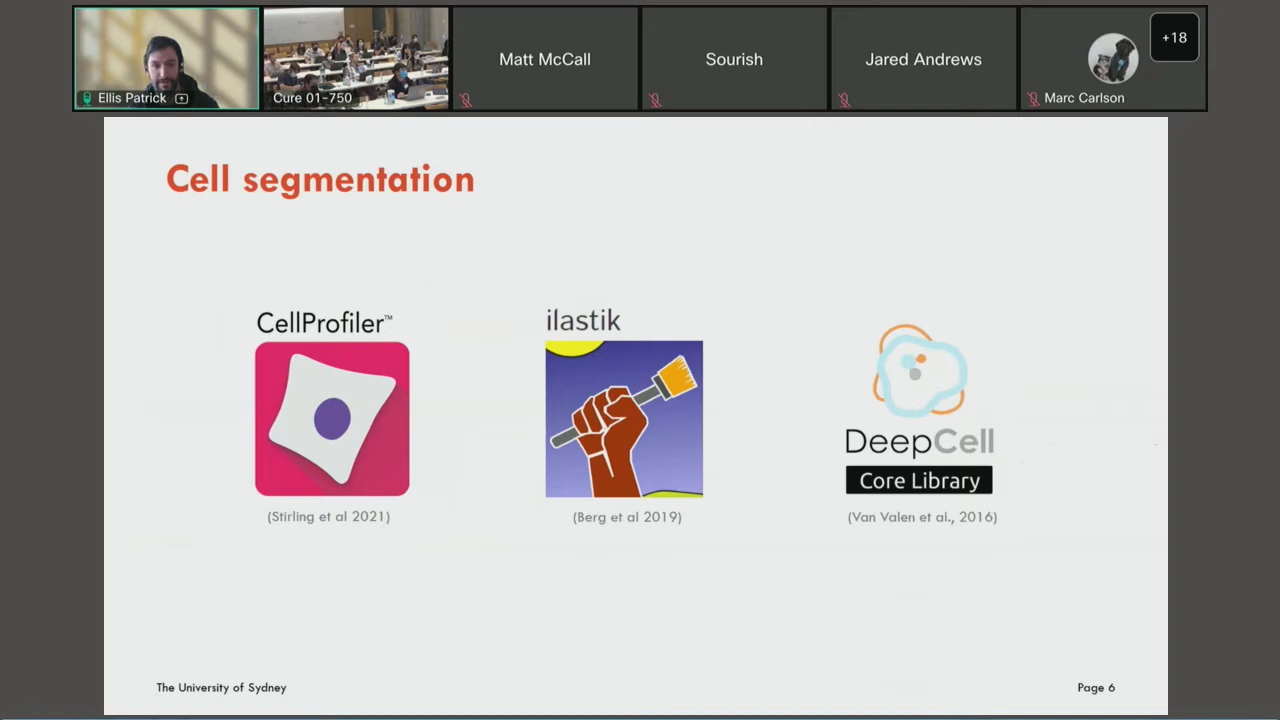 Ellis Patrick
Cure 01-750
Matt McCall
Sourish
Jared Andrews
Marc Carlson
+18
Cell segmentation
CellProfiler™
ilastik
DeepCell
Core Library
(Stirling et al 2021)
(Berg et al 2019)
(Van Valen et al., 2016)
The University of Sydney
Page 6